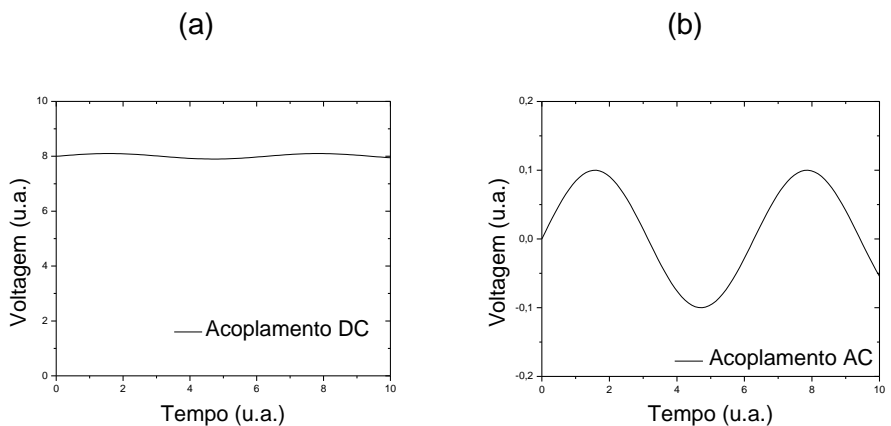 (a)
10
8
6
4
2
0
0 2 4 6 8 10
Voltagem (u.a.)
Tempo (u.a.)
Acoplamento DC
(b)
0,2
0,1
0,0
-0,1
-0,2
0 2 4 6 8 10
Voltagem (u.a.)
Tempo (u.a.)
Acoplamento AC